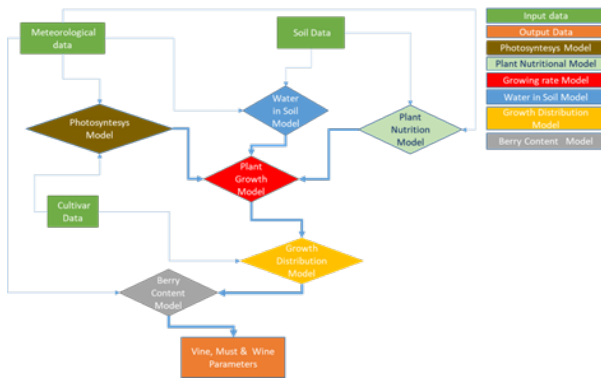 Meteorological
data
Soil Data
Input data
Output Data
Photosyntesys Model
Plant Nutritional Model
Growing rate Model
Water in Soil Model
Growth Distribution
Model
Berry Content Model
Photosyntesys
Model
Water
in Soil
Model
Plant
Nutrition
Model
Plant
Growth
Model
Cultivar
Data
Growth
Distribution
Model
Berry
Content
Model
Vine, Must & Wine
Parameters